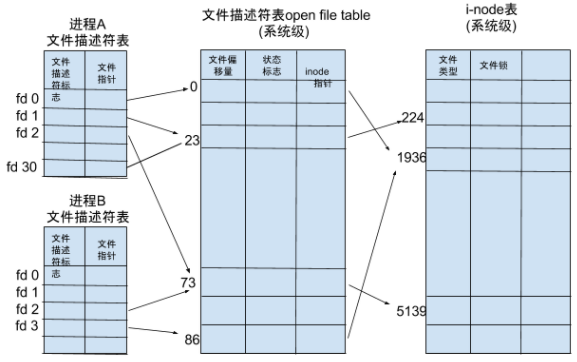 进程A
文件描述符表
文件
描述
符标
志
文件
指针
fd 0
fd 1
fd 2
fd 30
进程B
文件描述符表
文件
描述
符标
志
文件
指针
fd 0
fd 1
fd 2
fd 3
文件描述符表open file table
(系统级)
文件偏
移量
状态
标志
inode
指针
0
23
73
86
i-node表
(系统级)
文件
类型
文件锁
224
1936
5139